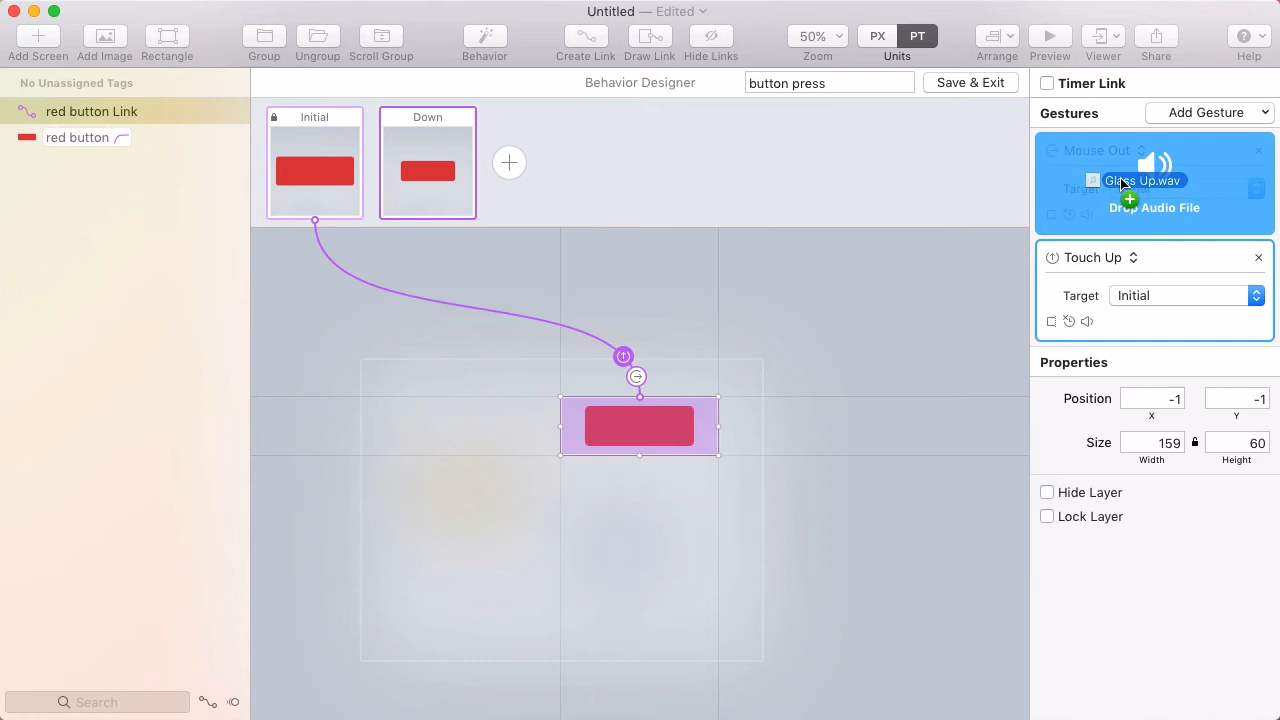 Untitled — Edited
Add Screen
Add Image
Rectangle
Group
Ungroup
Scroll Group
Behavior
Create Link
Draw Link
Hide Links
50%
Zoom
PX
PT
Units
Arrange
Preview
Viewer
Share
Help
No Unassigned Tags
red button Link
red button
Behavior Designer
button press
Save & Exit
Initial
Down
Timer Link
Gestures
Add Gesture
Mouse Out
Glass Up.wav
Target
Drop Audio File
Touch Up
Target
Initial
Properties
Position
-1
-1
X
Y
Size
159
60
Width
Height
Hide Layer
Lock Layer
Search